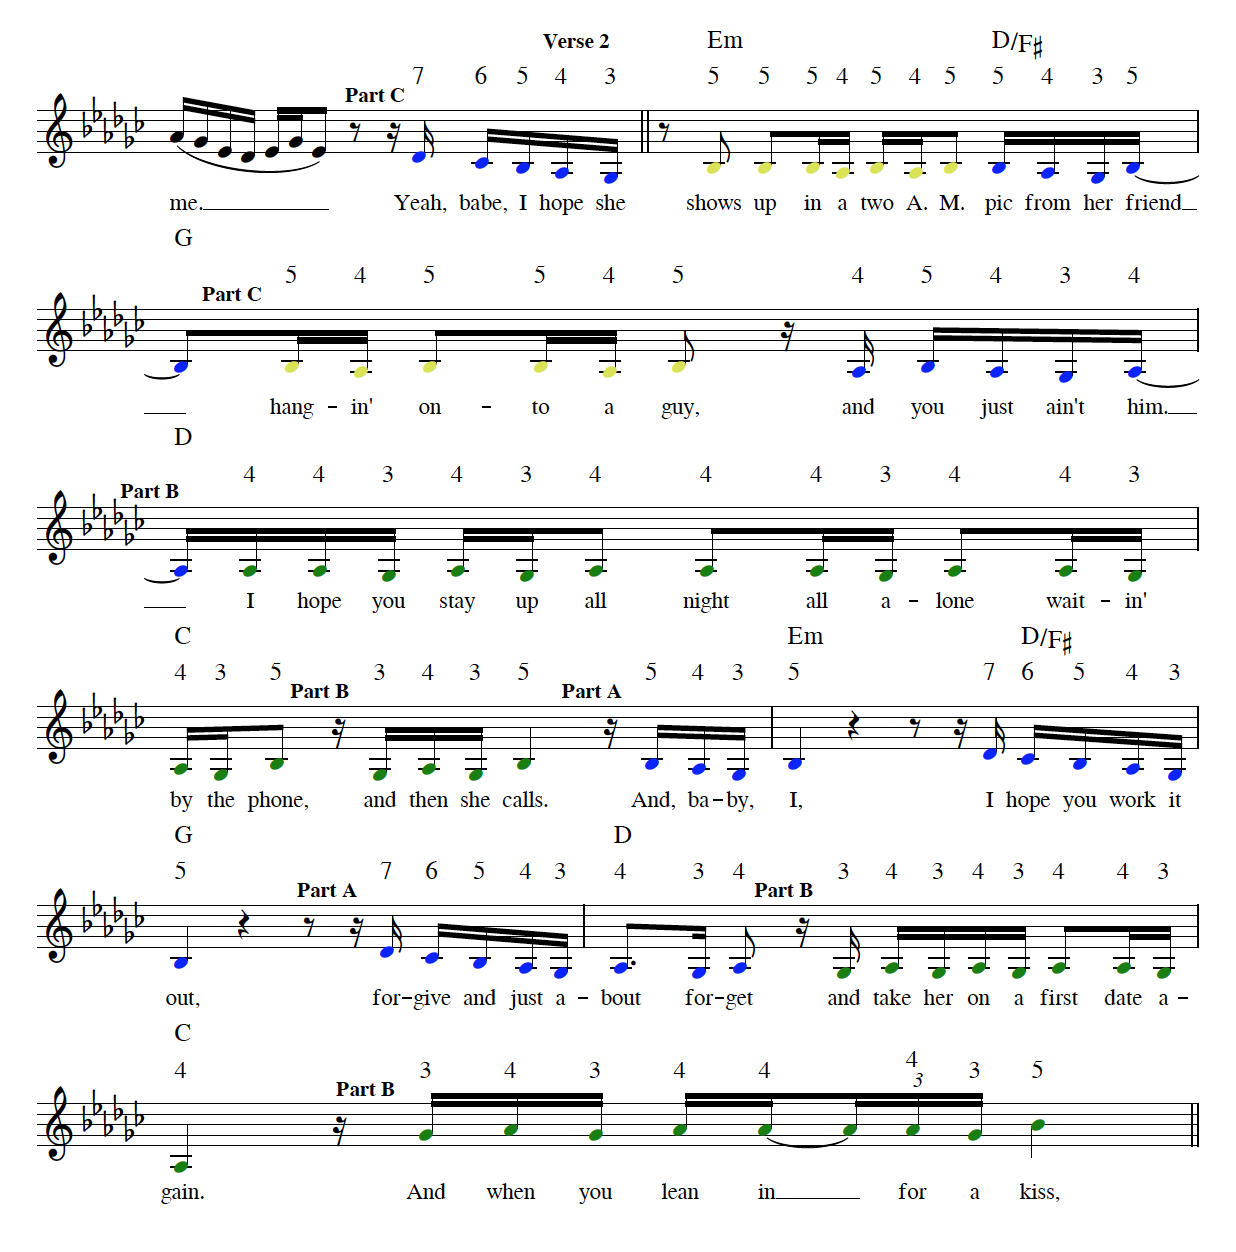 Verse 2 Em D/F♯
7 6 5 4 3 5 5 5 4 5 4 5 5 4 3 5
Part C
me. Yeah, babe, I hope she shows up in a two A. M. pic from her friend
G
5 4 5 5 4 5 4 5 4 3 4
Part C
hang - in' on - to a guy, and you just ain't him.
D
4 4 3 4 3 4 4 4 3 4 4 3
Part B
I hope you stay up all night all a - lone wait - in'
C Em D/F♯
4 3 5 3 4 3 5 5 4 3 5 7 6 5 4 3
Part B Part A
by the phone, and then she calls. And, ba - by, I, I hope you work it
G D
5 7 6 5 4 3 4 3 4 3 4 3 4 3 4 4 3
Part A Part B
out, for - give and just a - bout for - get and take her on a first date a -
C
4 3 4 3 4 4 4 3 5
3
Part B
gain. And when you lean in for a kiss,